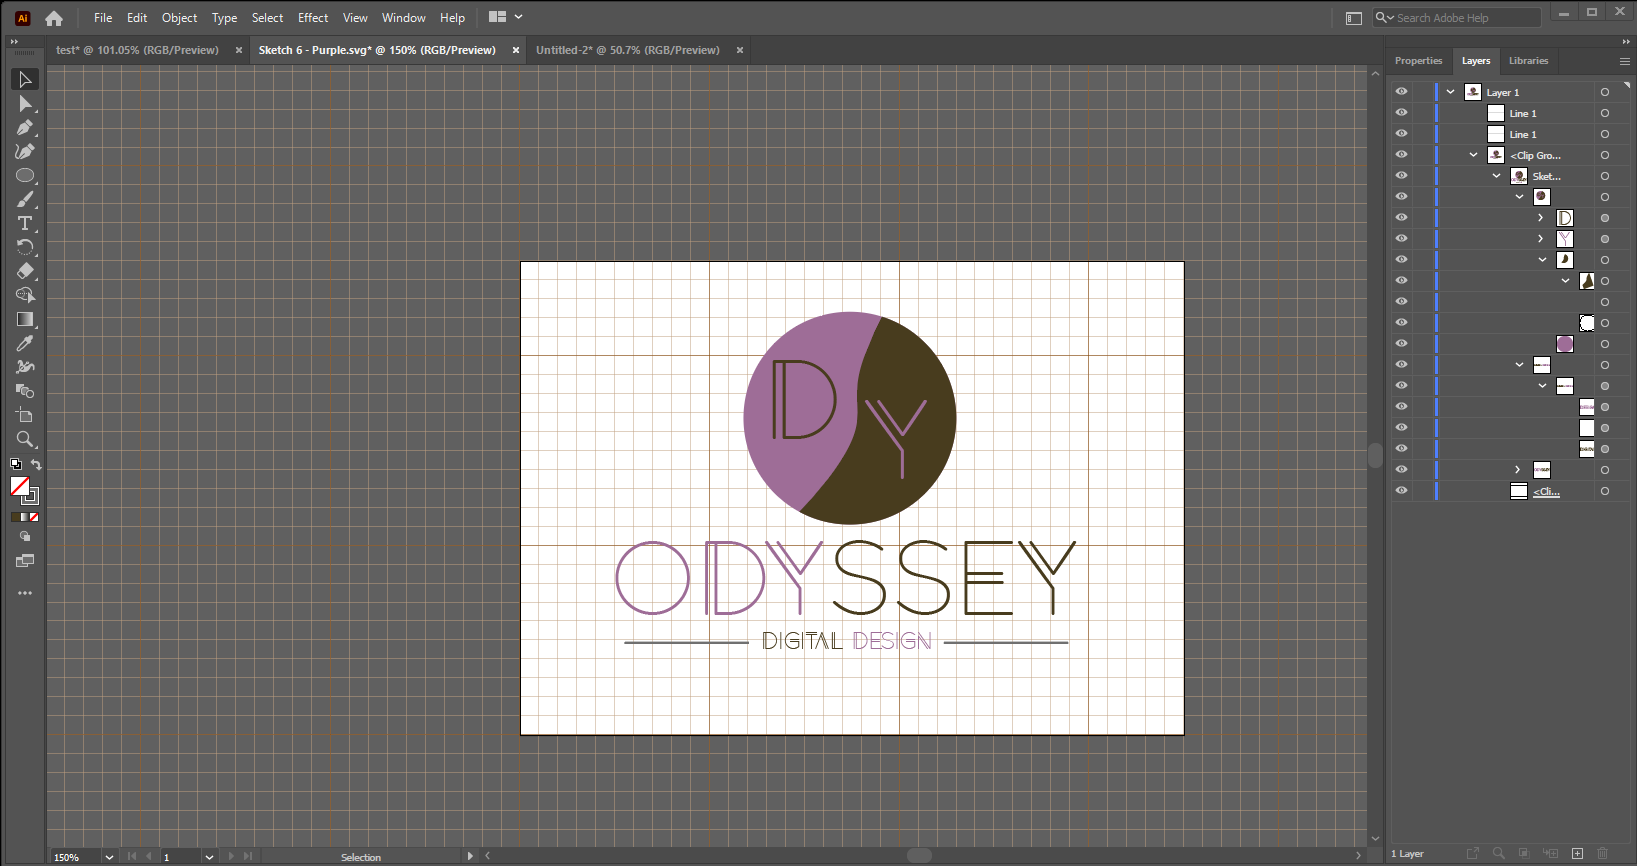 Ai File Edit Object Type Select Effect View Window Help Search Adobe Help
test* @ 101.05% (RGB/Preview) × Sketch 6 - Purple.svg* @ 150% (RGB/Preview) × Untitled-2* @ 50.7% (RGB/Preview) ×
Properties Layers Libraries
Layer 1
Line 1
Line 1
<Clip Gro...
Sket...
<Cli...
D Y
ODYSSEY
DIGITAL DESIGN
150% 1 Selection
1 Layer